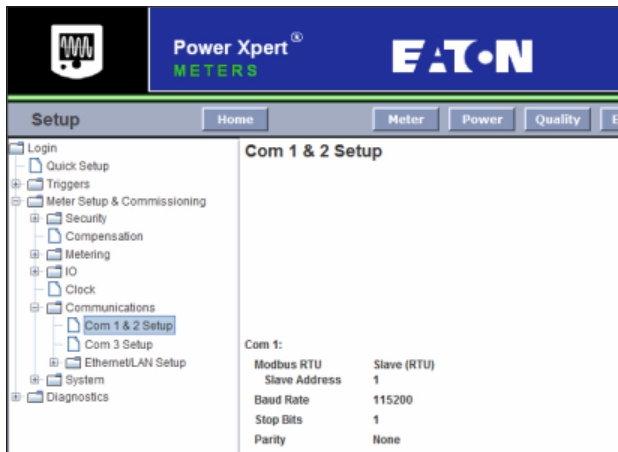 Power Xpert ®
METERS
EATON
Setup
Home
Meter
Power
Quality
Login
Quick Setup
Triggers
Meter Setup & Commissioning
Security
Compensation
Metering
IO
Clock
Communications
Com 1 & 2 Setup
Com 3 Setup
Ethernet/LAN Setup
System
Diagnostics
Com 1 & 2 Setup
Com 1:
Modbus RTU Slave (RTU)
Slave Address 1
Baud Rate 115200
Stop Bits 1
Parity None